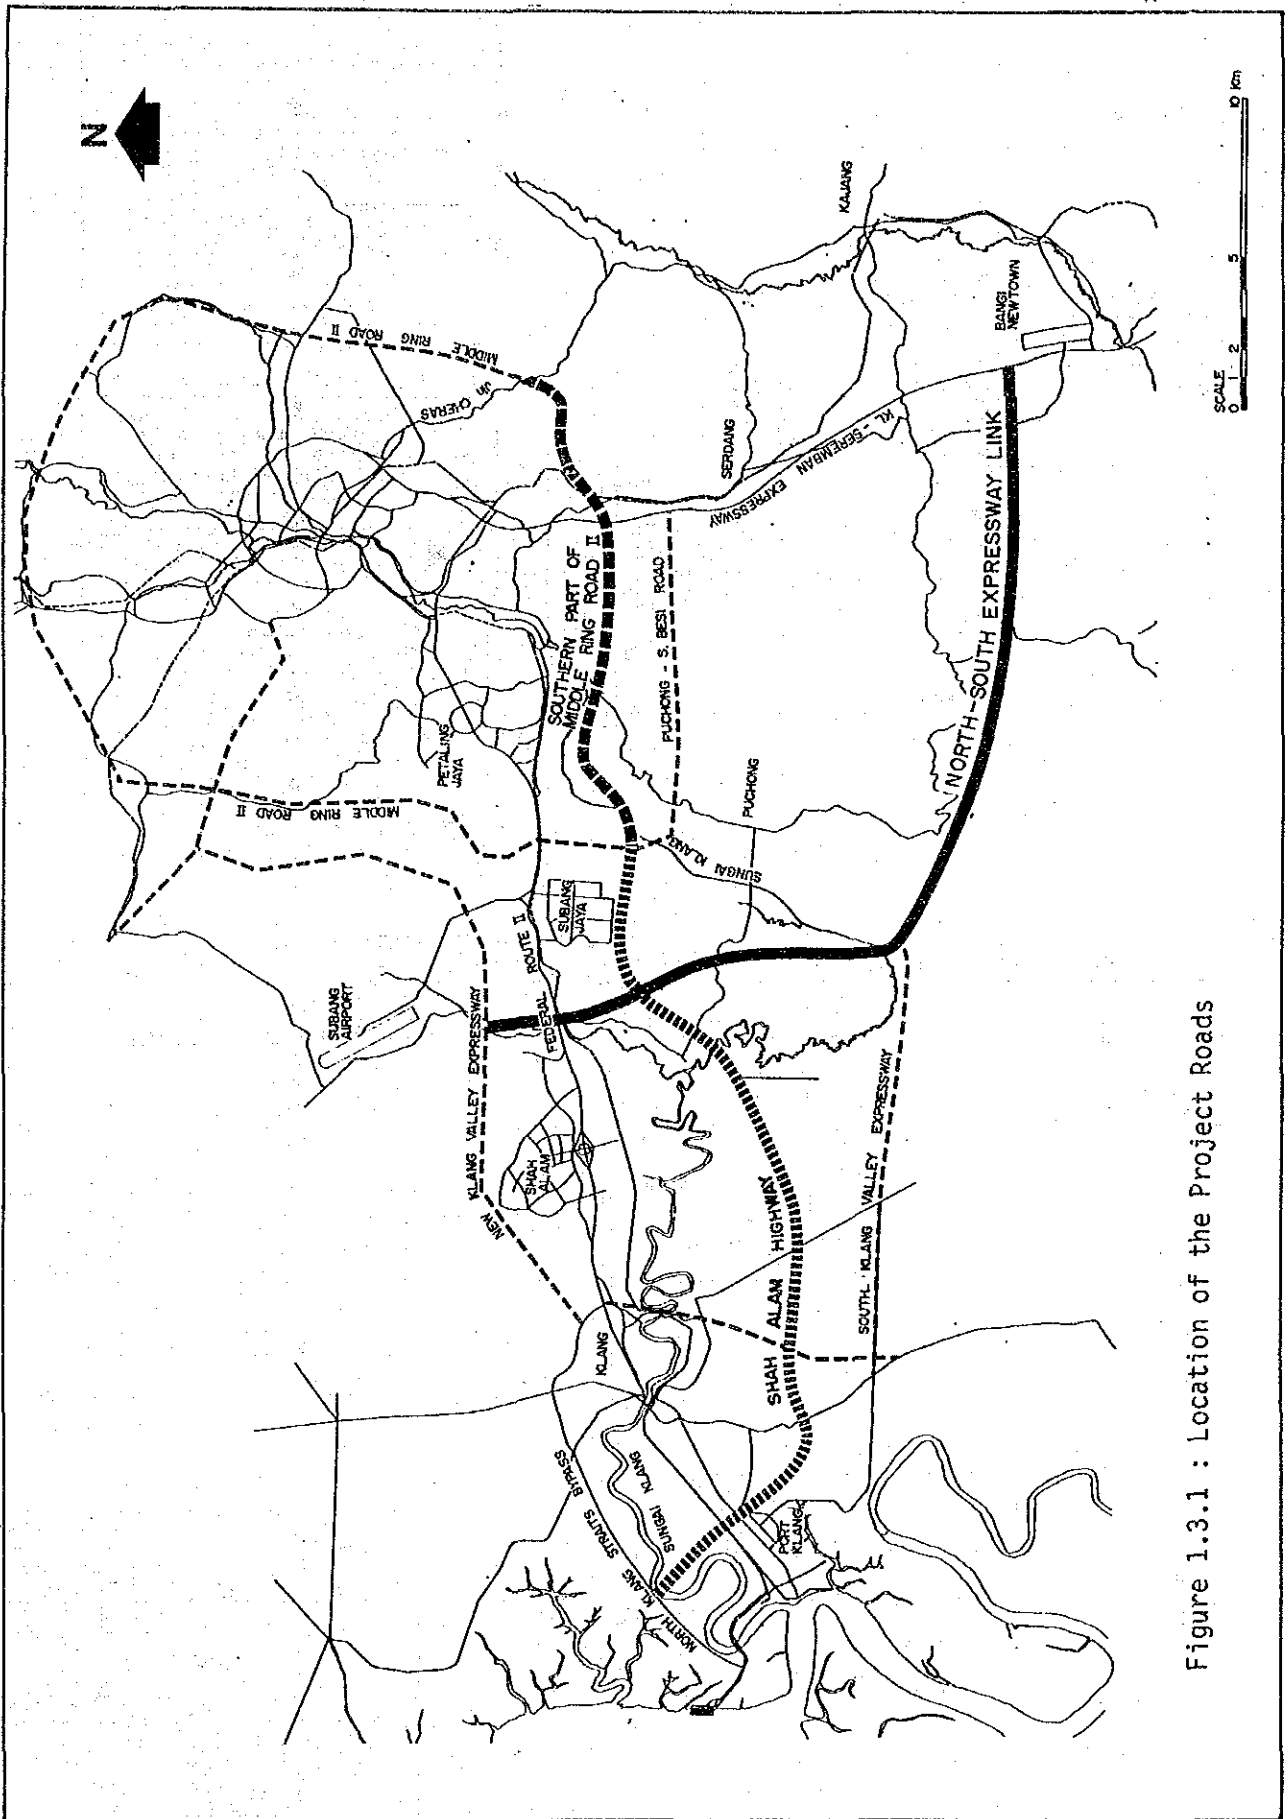 N
MIDDLE RING ROAD II
Jln CHERAS
KAJANG
BANGI
NEWTOWN
SERDANG
KL - SEREMBAN EXPRESSWAY
SOUTHERN PART OF
MIDDLE RING ROAD II
PUCHONG - S. BESI ROAD
NORTH-SOUTH EXPRESSWAY LINK
PETALING
JAYA
MIDDLE RING ROAD II
PUCHONG
SUNGAI KLANG
SUBANG
JAYA
SUBANG
AIRPORT
FEDERAL ROUTE II
NEW KLANG VALLEY EXPRESSWAY
SHAH
ALAM
SHAH ALAM HIGHWAY
SOUTH KLANG VALLEY EXPRESSWAY
KLANG
NORTH KLANG STRAITS BYPASS
SUNGAI KLANG
PORT
KLANG
SCALE
0 1 2 5 10 Km
Figure 1.3.1 : Location of the Project Roads